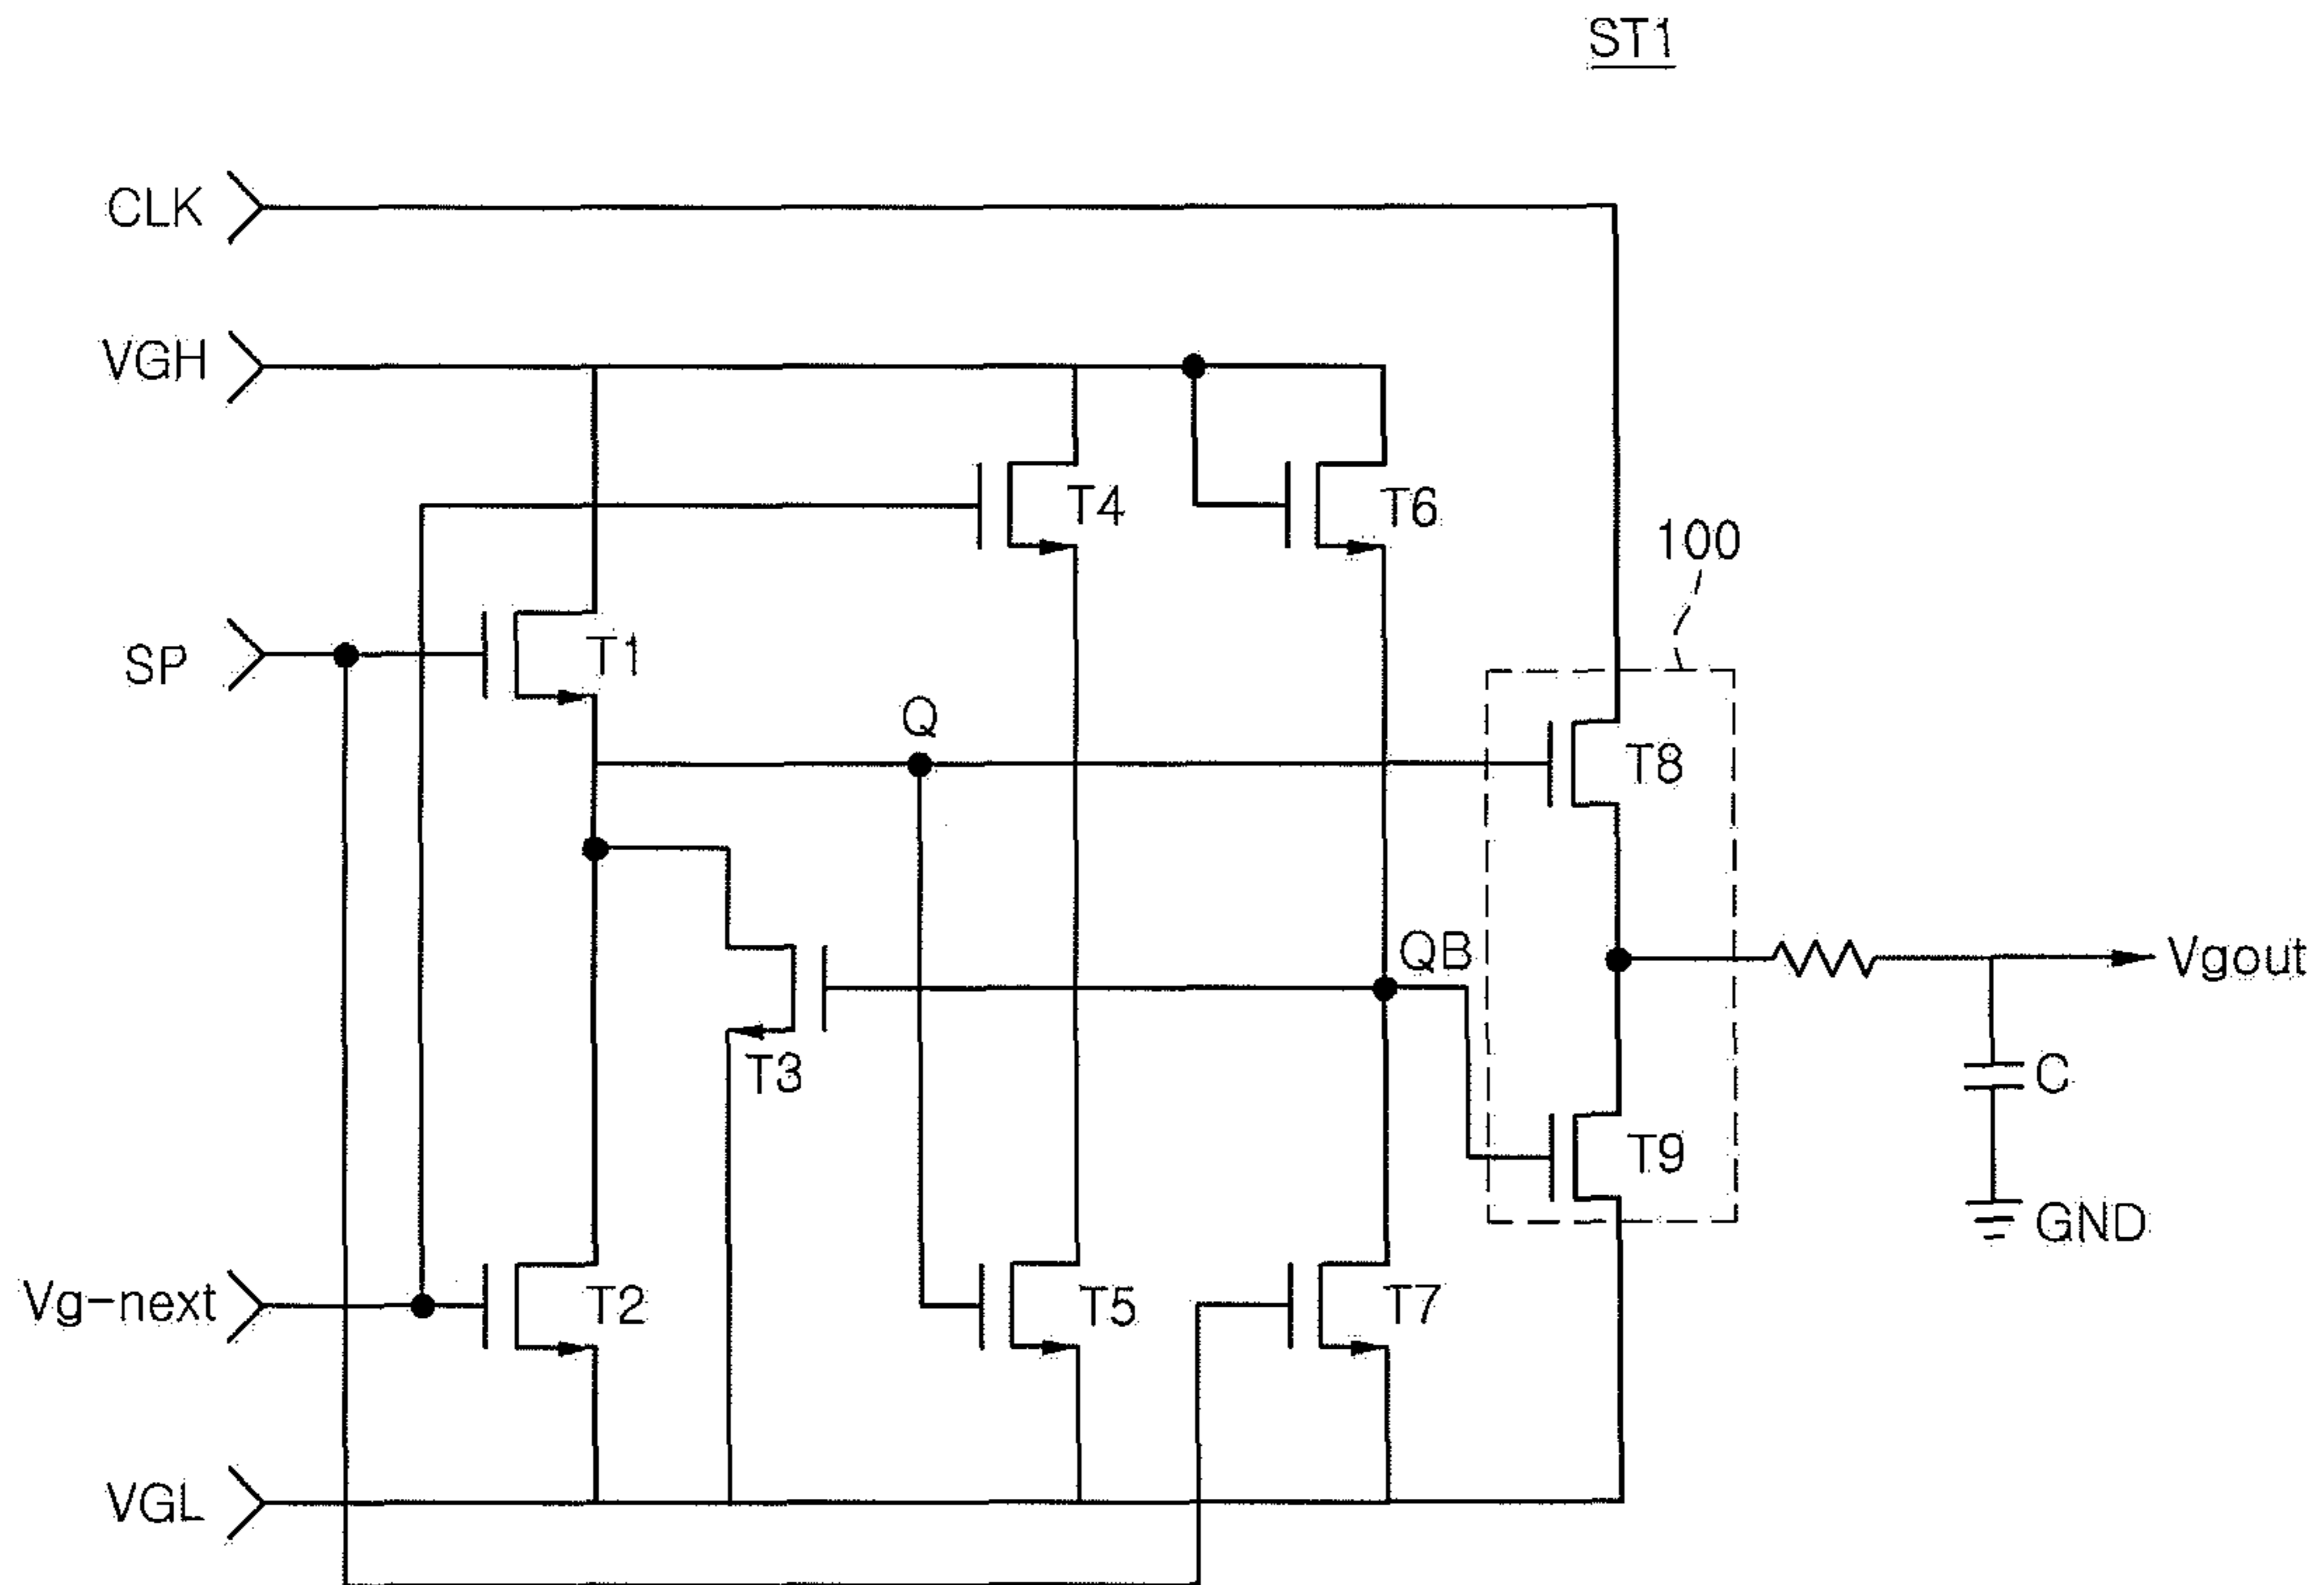 ST1
CLK
VGH
T4
T6
100
SP
T1
Q
T8
QB
Vgout
T3
C
T9
GND
Vg-next
T2
T5
T7
VGL